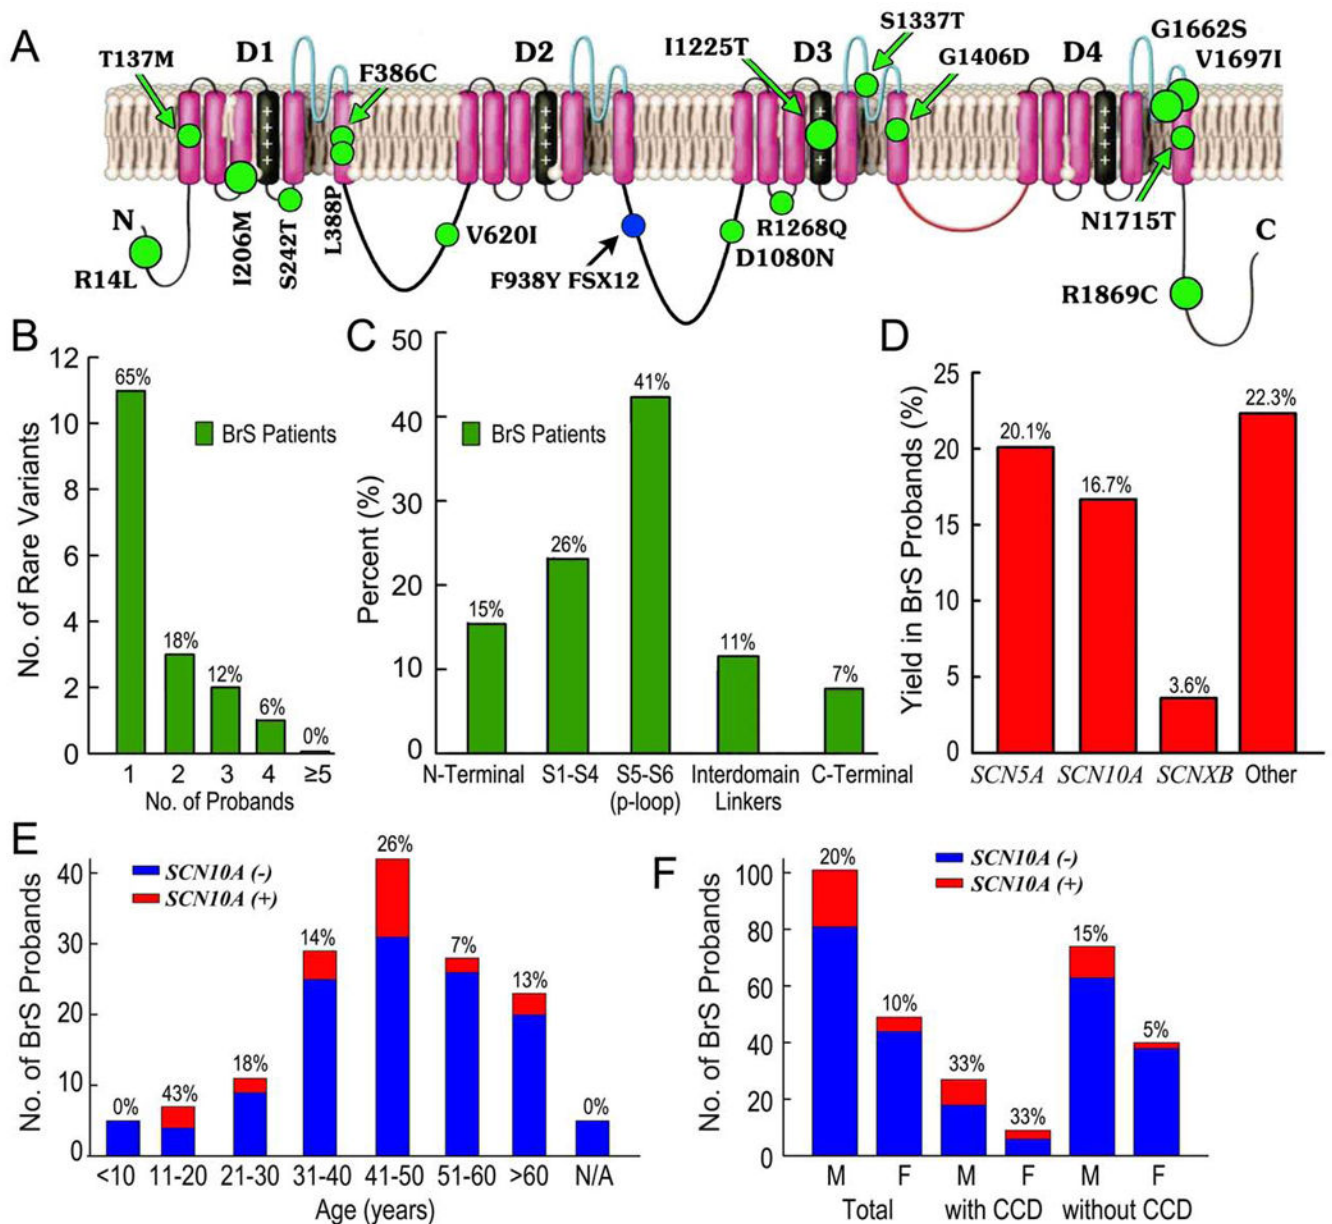 A
T137M
D1
F386C
D2
I1225T
D3
S1337T
G1406D
D4
G1662S
V1697I
++++
++++
+
++++
N
R14L
I206M
S242T
L388P
V620I
F938Y FSX12
R1268Q
D1080N
N1715T
C
R1869C
B
No. of Rare Variants
12
10
8
6
4
2
0
65%
18%
12%
6%
0%
BrS Patients
1 2 3 4 ≥5
No. of Probands
C
Percent (%)
50
40
30
20
10
0
15%
26%
41%
11%
7%
BrS Patients
N-Terminal S1-S4 S5-S6 Interdomain C-Terminal
(p-loop) Linkers
D
Yield in BrS Probands (%)
25
20
15
10
5
0
20.1%
16.7%
3.6%
22.3%
SCN5A SCN10A SCNXB Other
E
No. of BrS Probands
40
30
20
10
0
SCN10A (-)
SCN10A (+)
0%
43%
18%
14%
26%
7%
13%
0%
<10 11-20 21-30 31-40 41-50 51-60 >60 N/A
Age (years)
F
No. of BrS Probands
100
80
60
40
20
0
SCN10A (-)
SCN10A (+)
20%
10%
33%
33%
15%
5%
M F M F M F
Total with CCD without CCD